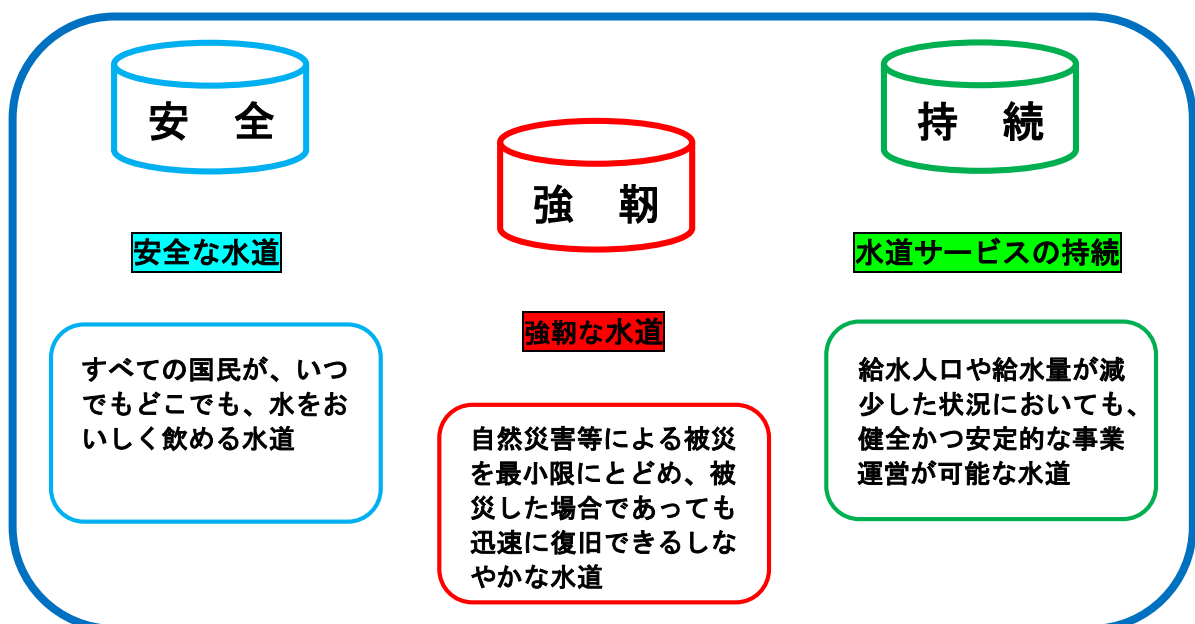 安　全
安全な水道
すべての国民が、いつ
でもどこでも、水をお
いしく飲める水道
強　靭
強靭な水道
自然災害等による被災
を最小限にとどめ、被
災した場合であっても
迅速に復旧できるしな
やかな水道
持　続
水道サービスの持続
給水人口や給水量が減
少した状況においても、
健全かつ安定的な事業
運営が可能な水道